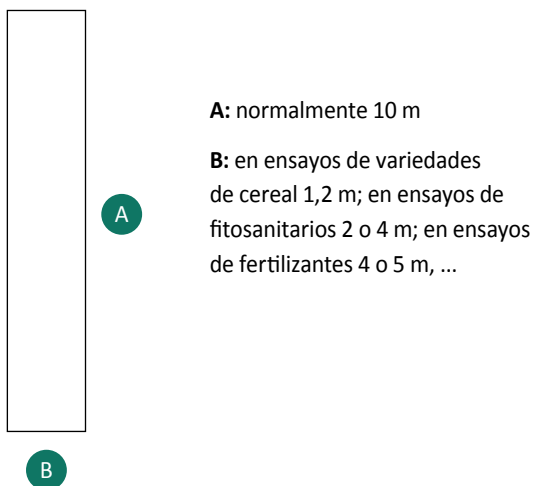 A: normalmente 10 m
B: en ensayos de variedades
de cereal 1,2 m; en ensayos de
fitosanitarios 2 o 4 m; en ensayos
de fertilizantes 4 o 5 m, ...
A
B